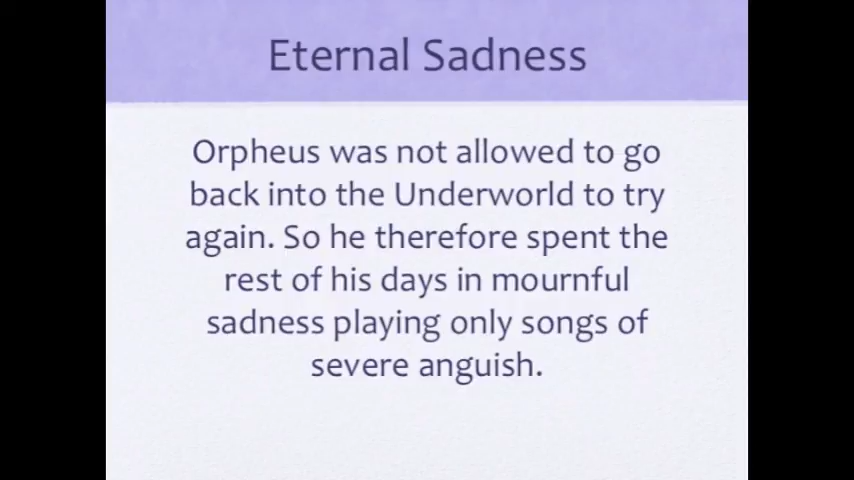 Eternal Sadness
Orpheus was not allowed to go
back into the Underworld to try
again. So he therefore spent the
rest of his days in mournful
sadness playing only songs of
severe anguish.